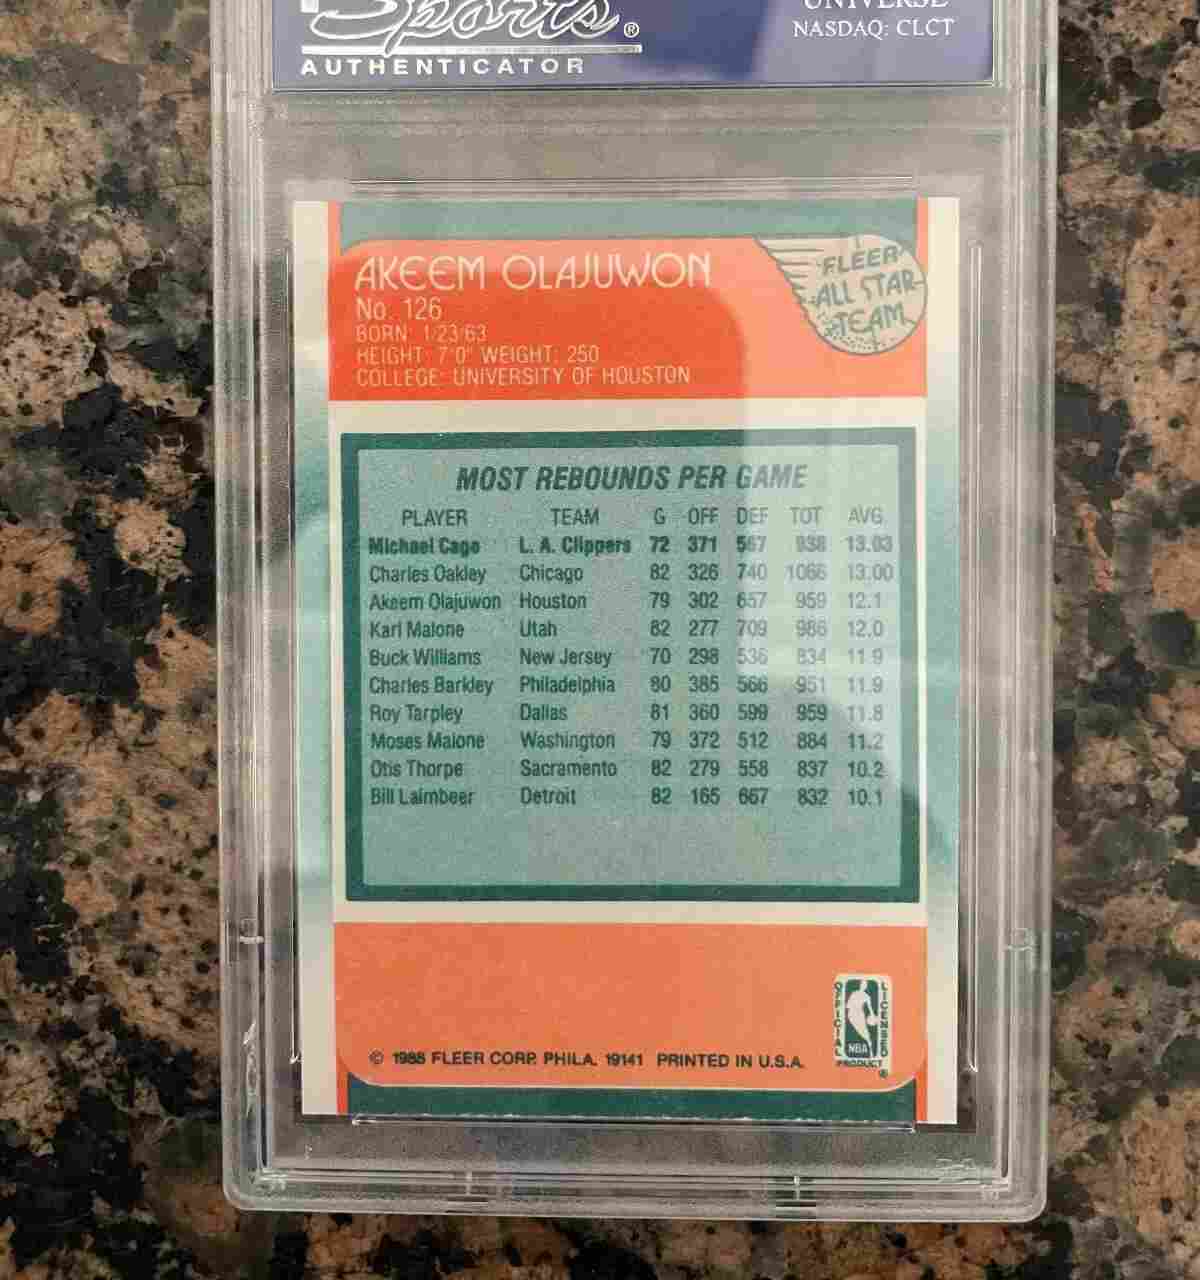 Sports®
UNIVERSE
NASDAQ: CLCT
AUTHENTICATOR
AKEEM OLAJUWON
No. 126
BORN: 1/23/63
HEIGHT: 7'0" WEIGHT: 250
COLLEGE: UNIVERSITY OF HOUSTON
FLEER
ALL STAR
TEAM
MOST REBOUNDS PER GAME
PLAYER TEAM G OFF DEF TOT AVG.
Michael Cage L. A. Clippers 72 371 567 938 13.03
Charles Oakley Chicago 82 326 740 1066 13.00
Akeem Olajuwon Houston 79 302 657 959 12.1
Karl Malone Utah 82 277 709 986 12.0
Buck Williams New Jersey 70 298 536 834 11.9
Charles Barkley Philadelphia 80 385 566 951 11.9
Roy Tarpley Dallas 81 360 599 959 11.8
Moses Malone Washington 79 372 512 884 11.2
Otis Thorpe Sacramento 82 279 558 837 10.2
Bill Laimbeer Detroit 82 165 667 832 10.1
OFFICIAL LICENSED
NBA
PRODUCT
®
© 1988 FLEER CORP. PHILA. 19141 PRINTED IN U.S.A.